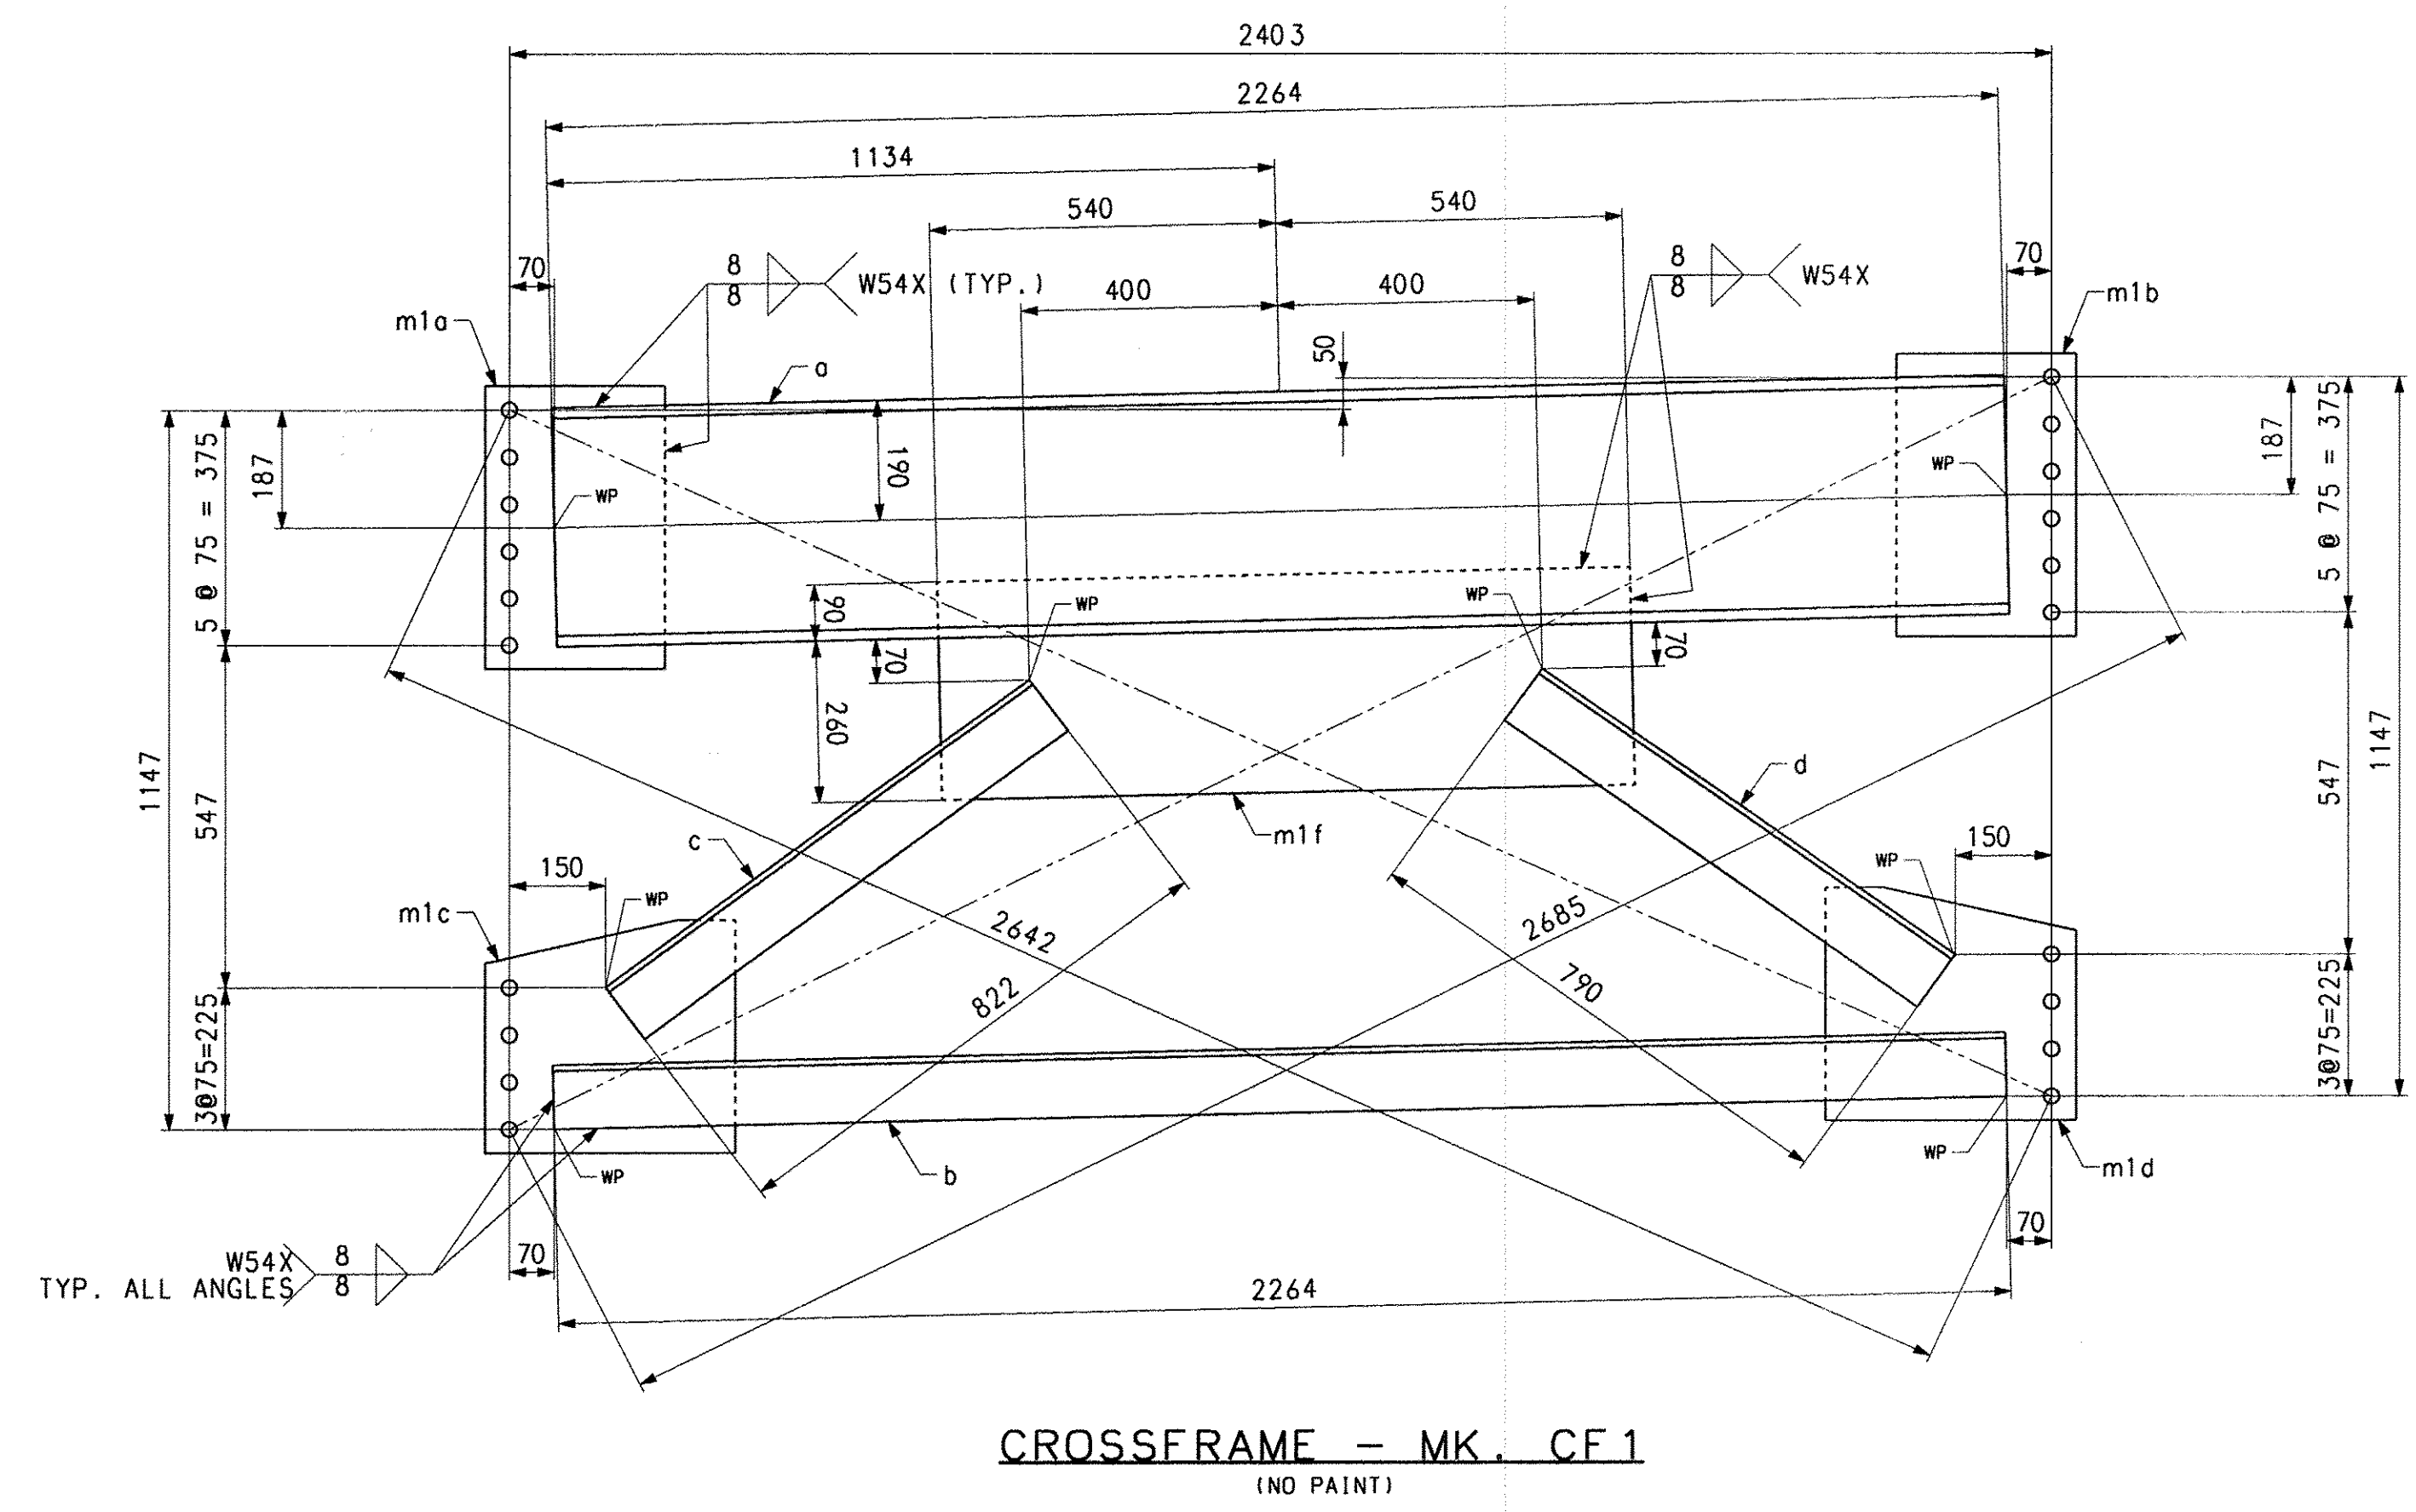 2403
2264
1134
540
540
8
8
W54X (TYP.)
8
8
W54X
70
70
400
400
m1a
m1b
50
a
5 @ 75 = 375
187
190
WP
WP
187
5 @ 75 = 375
90
WP
WP
70
70
260
1147
547
c
m1f
d
547
1147
150
150
WP
WP
m1c
2642
2685
822
790
3@75=225
3@75=225
WP
b
WP
m1d
W54X
TYP. ALL ANGLES
8
8
70
70
2264
CROSSFRAME - MK. CF1
(NO PAINT)